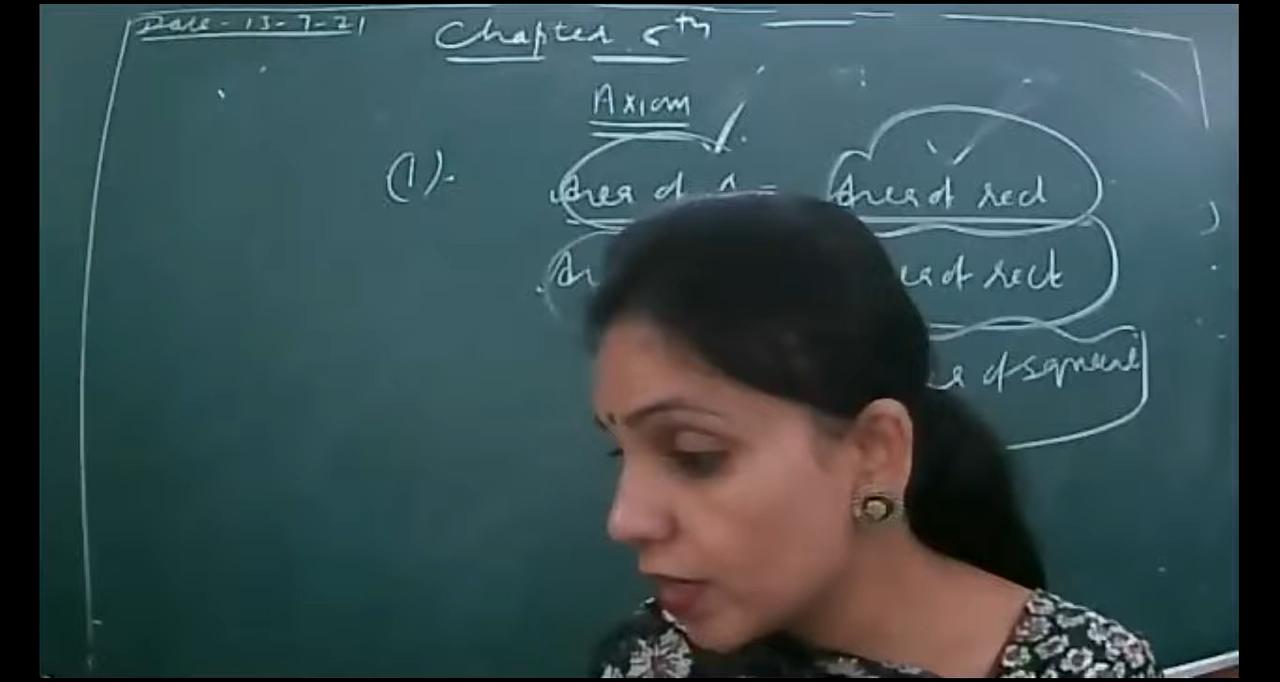 Date - 13-7-21
Chapter 5th
Axiom
(1).
Area of Δ = Area of rect
of rect
of square